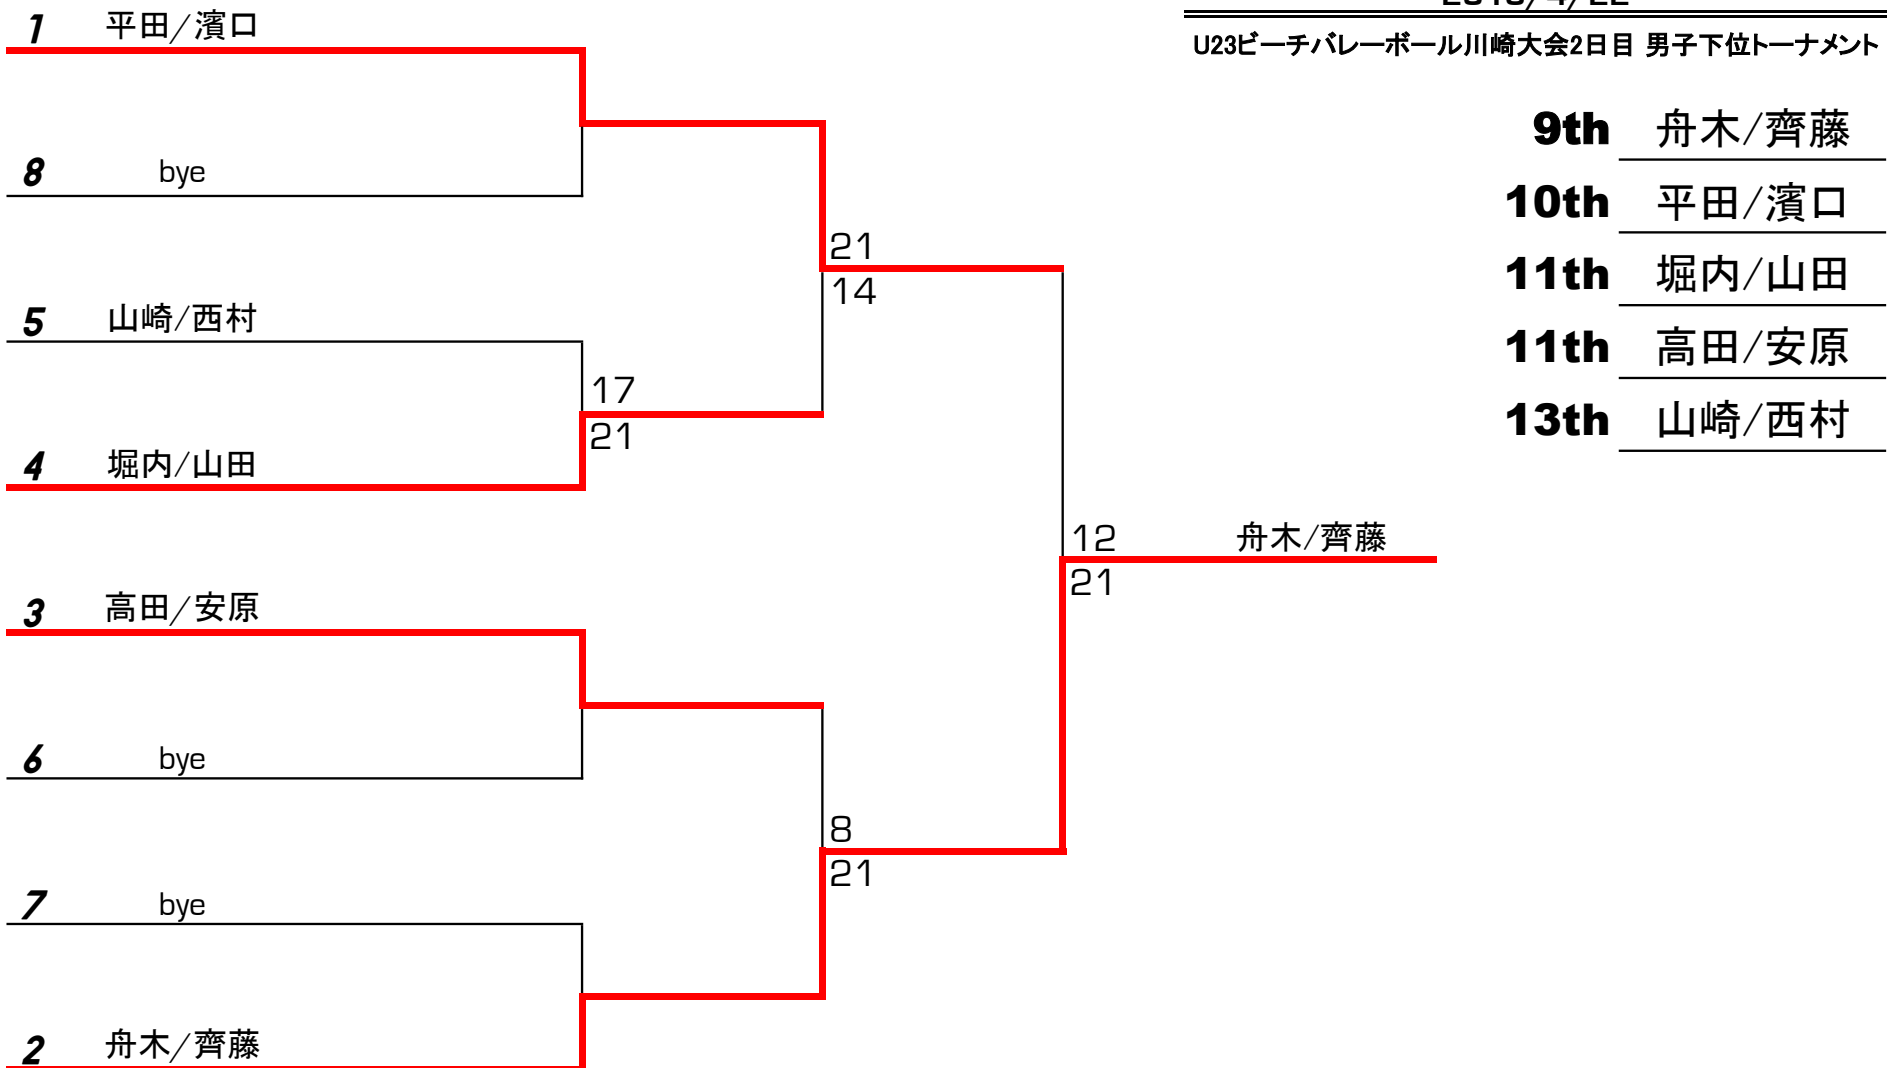 U23ビーチバレーボール川崎大会2日目 男子下位トーナメント
1 平田/濱口
8 bye
21
14
5 山崎/西村
17
21
4 堀内/山田
12 舟木/齊藤
21
3 高田/安原
6 bye
8
21
7 bye
2 舟木/齊藤
9th 舟木/齊藤
10th 平田/濱口
11th 堀内/山田
11th 高田/安原
13th 山崎/西村